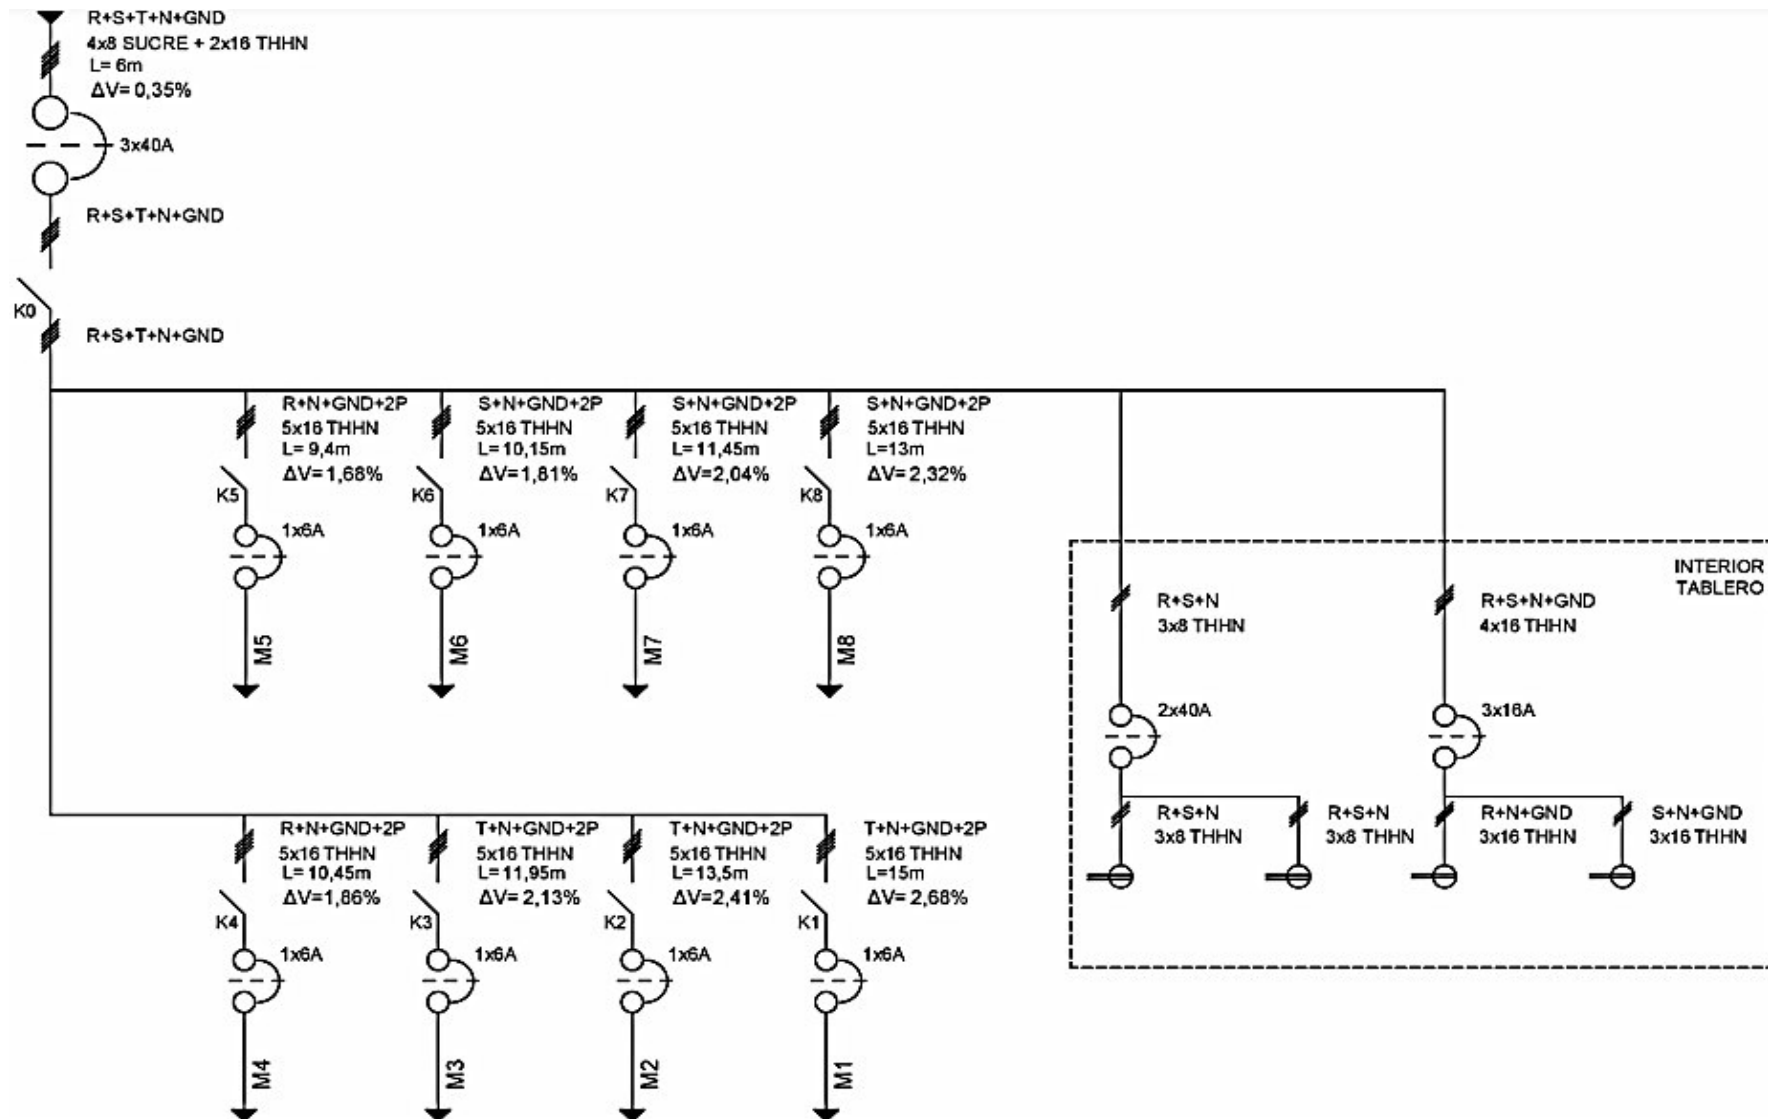 R+S+T+N+GND
4x8 SUCRE + 2x16 THHN
L= 6m
ΔV= 0,35%
3x40A
R+S+T+N+GND
K0
R+S+T+N+GND
R+N+GND+2P
5x16 THHN
L= 9,4m
ΔV= 1,68%
K5
1x6A
M5
S+N+GND+2P
5x16 THHN
L= 10,15m
ΔV= 1,81%
K6
1x6A
M6
S+N+GND+2P
5x16 THHN
L= 11,45m
ΔV=2,04%
K7
1x6A
M7
S+N+GND+2P
5x16 THHN
L=13m
ΔV= 2,32%
K8
1x6A
M8
INTERIOR
TABLERO
R+S+N
3x8 THHN
2x40A
R+S+N
3x8 THHN
R+S+N
3x8 THHN
R+S+N+GND
4x16 THHN
3x16A
R+N+GND
3x16 THHN
S+N+GND
3x16 THHN
R+N+GND+2P
5x16 THHN
L= 10,45m
ΔV=1,86%
K4
1x6A
M4
T+N+GND+2P
5x16 THHN
L= 11,95m
ΔV= 2,13%
K3
1x6A
M3
T+N+GND+2P
5x16 THHN
L= 13,5m
ΔV=2,41%
K2
1x6A
M2
T+N+GND+2P
5x16 THHN
L= 15m
ΔV= 2,68%
K1
1x6A
M1